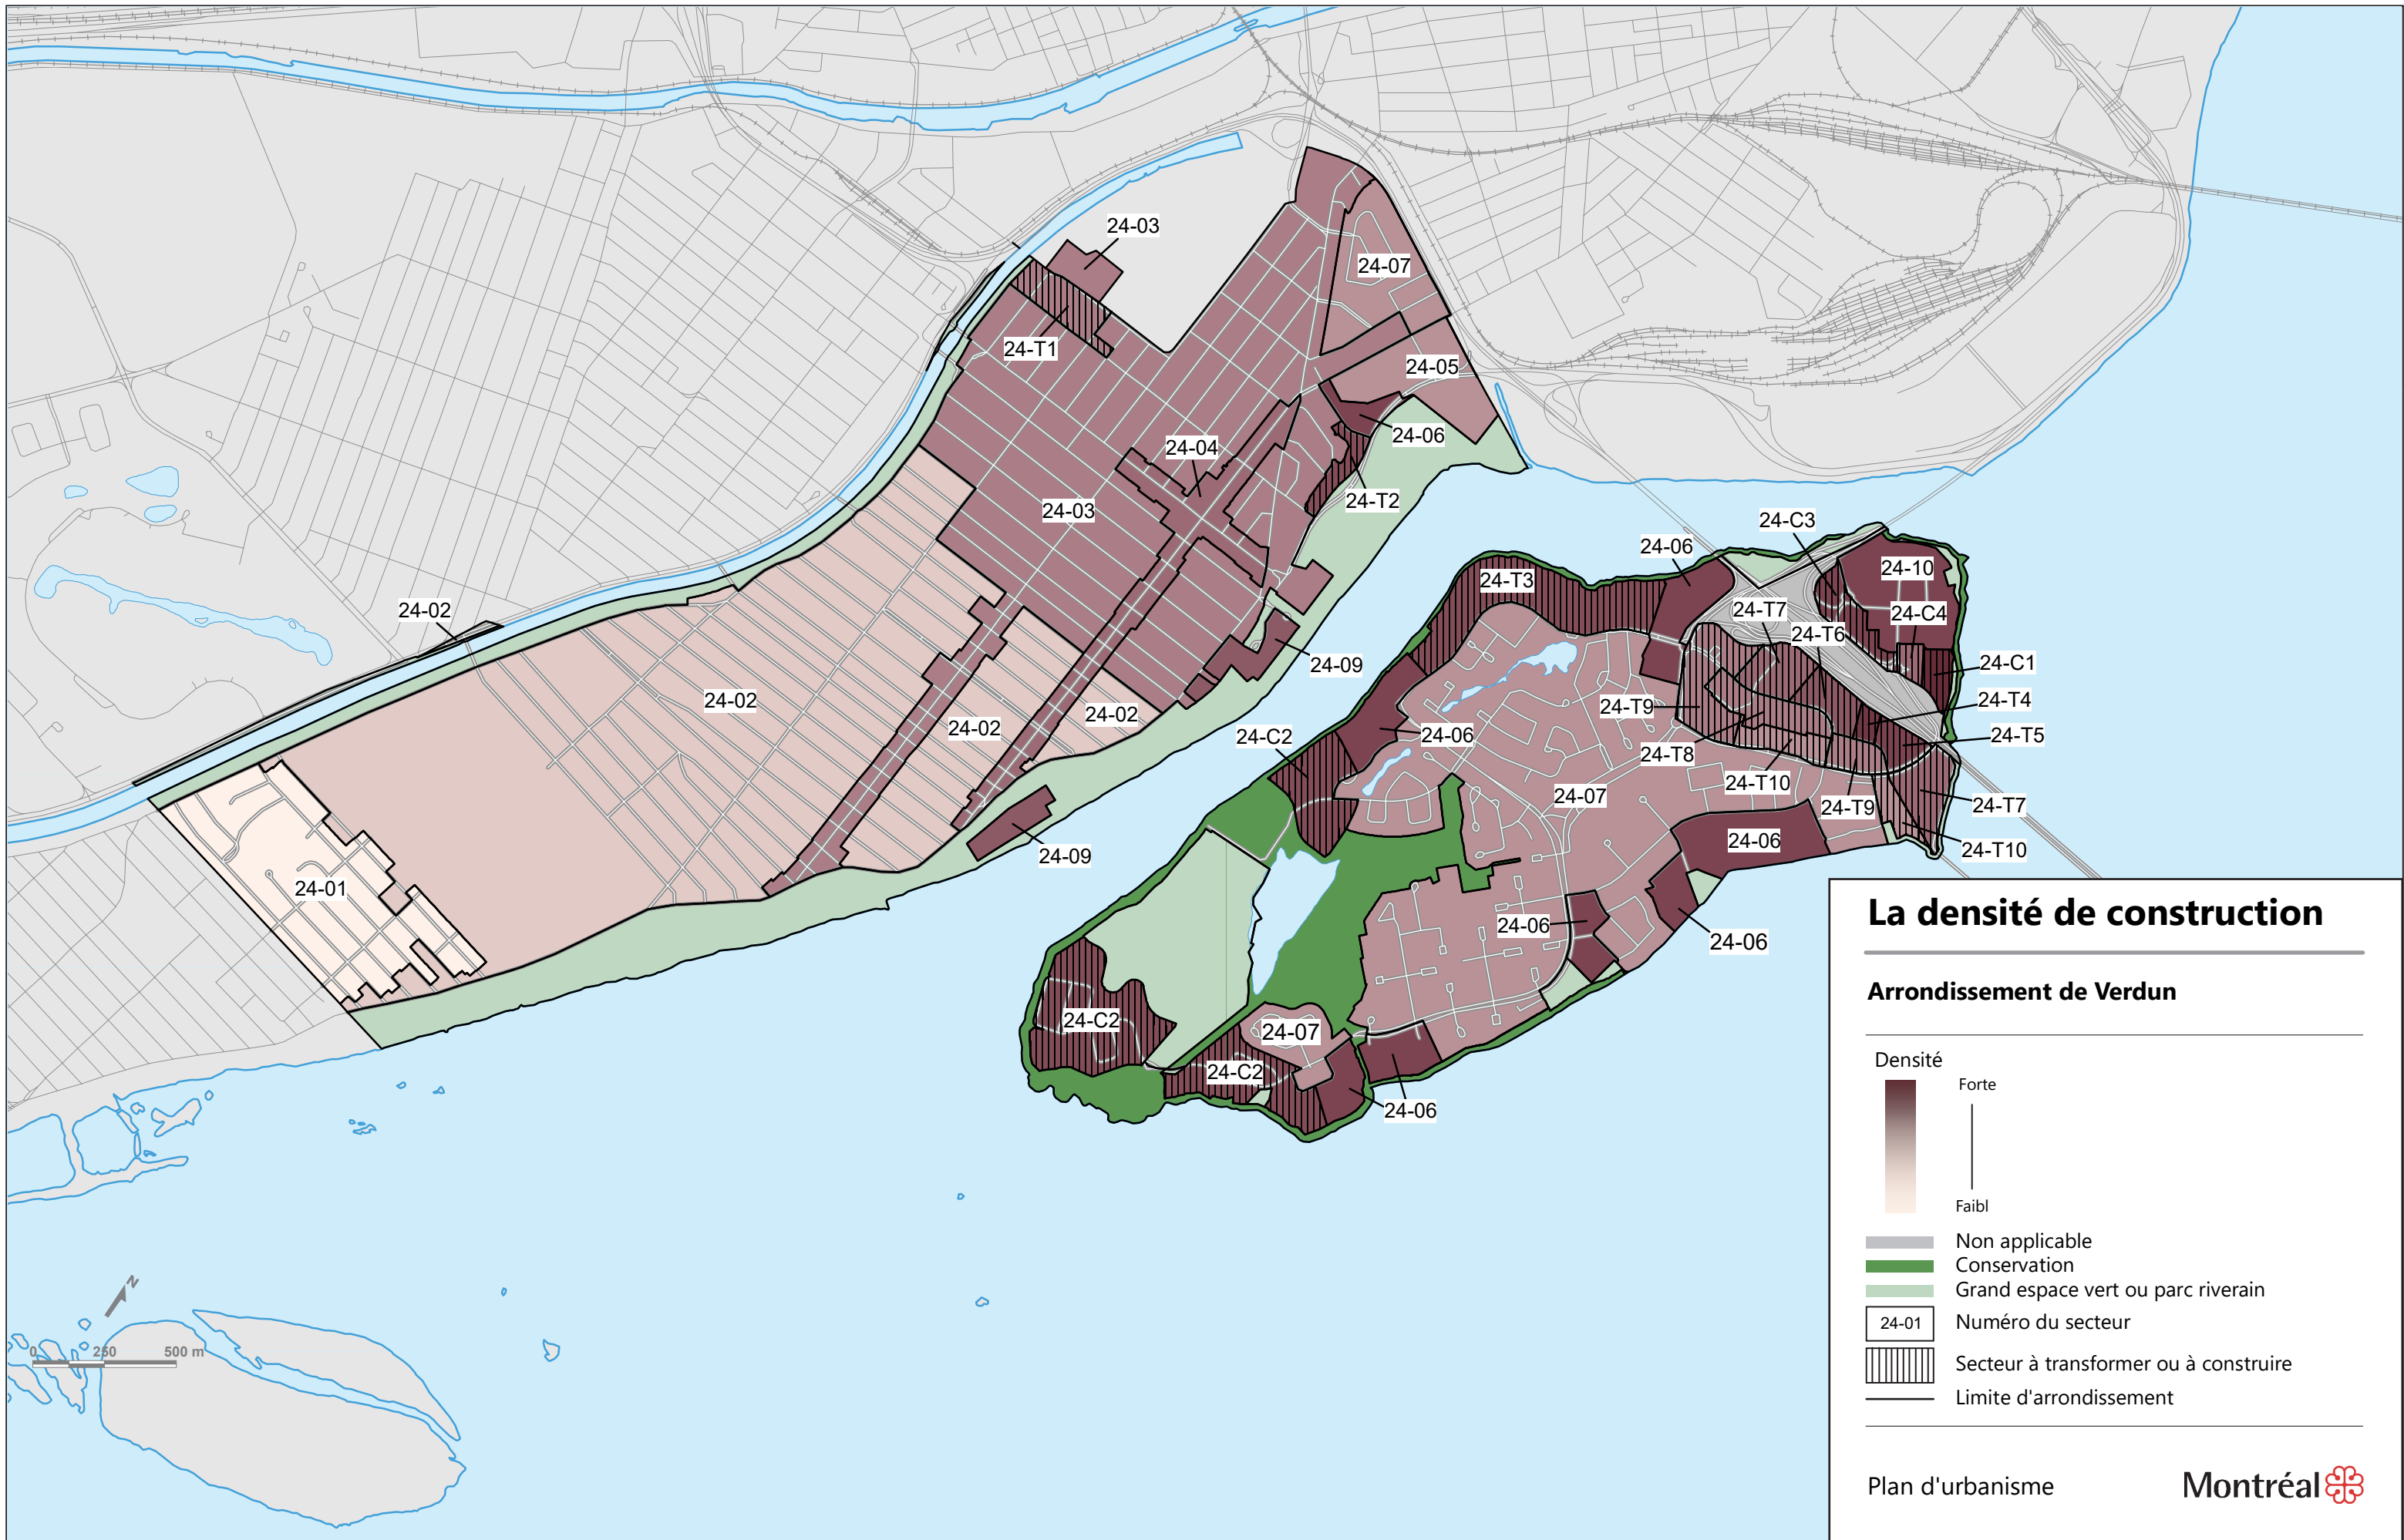 24-03
24-07
24-T1
24-05
24-06
24-04
24-T2
24-03
24-C3
24-06
24-10
24-T3
24-02
24-T7
24-C4
24-T6
24-C1
24-09
24-02
24-T4
24-T9
24-02
24-02
24-C2
24-06
24-T5
24-T8
24-T10
24-07
24-T9
24-T7
24-06
24-09
24-T10
24-01
24-06
24-06
24-C2
24-07
24-C2
24-06
N
0 250 500 m
La densité de construction
Arrondissement de Verdun
Densité
Forte
Faibl
Non applicable
Conservation
Grand espace vert ou parc riverain
24-01 Numéro du secteur
Secteur à transformer ou à construire
Limite d'arrondissement
Plan d'urbanisme
Montréal